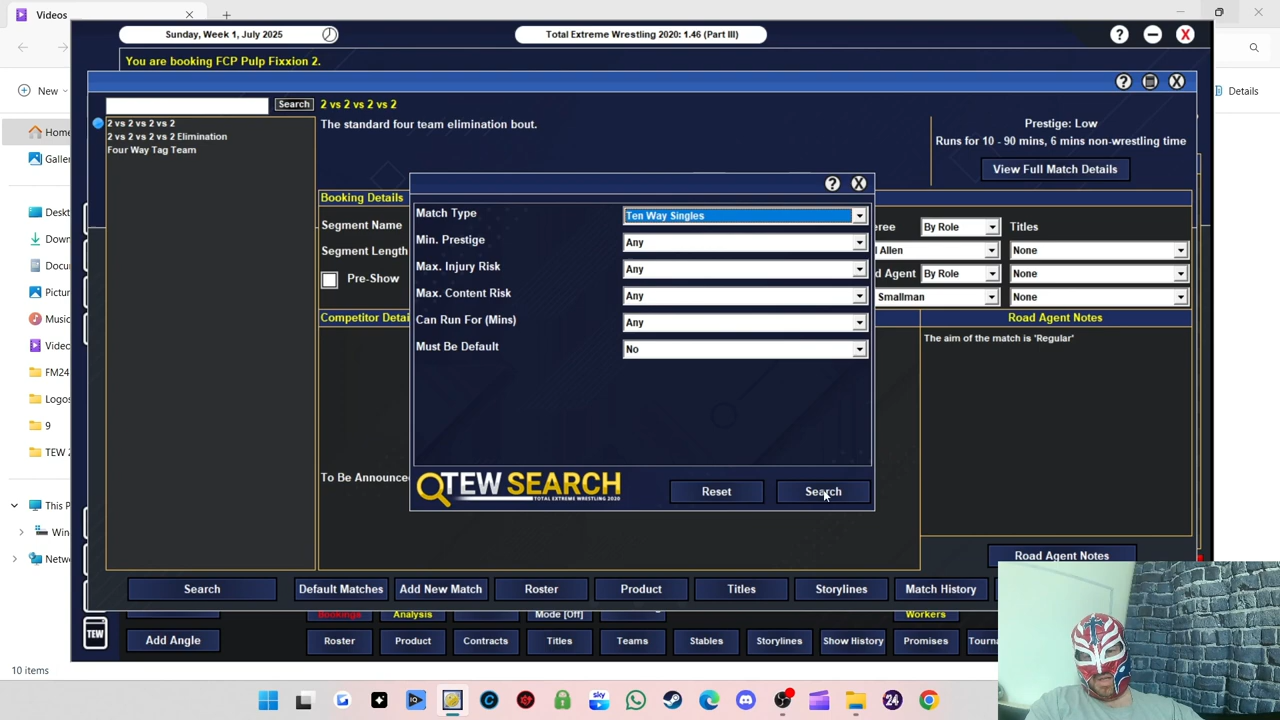 Videos
Sunday, Week 1, July 2025
Total Extreme Wrestling 2020: 1.46 (Part III)
?
X
You are booking FCP Pulp Fixxion 2.
New
Details
? X
Search
2 vs 2 vs 2 vs 2
2 vs 2 vs 2 vs 2
2 vs 2 vs 2 vs 2 Elimination
Four Way Tag Team
The standard four team elimination bout.
Prestige: Low
Runs for 10 - 90 mins, 6 mins non-wrestling time
View Full Match Details
Home
Galler
Deskt
Down
Pictur
Music
Video
FM24
Logos
9
TEW 2
This P
Wind
Netwo
10 items
Booking Details
Segment Name
Segment Length
Pre-Show
Competitor Detai
To Be Announce
? X
Match Type
Ten Way Singles
Min. Prestige
Any
Max. Injury Risk
Any
Max. Content Risk
Any
Can Run For (Mins)
Any
Must Be Default
No
TEW SEARCH
TOTAL EXTREME WRESTLING 2020
Reset
Search
eree
By Role
Titles
l Allen
None
d Agent
By Role
None
Smallman
None
Road Agent Notes
The aim of the match is 'Regular'
Road Agent Notes
Search
Default Matches
Add New Match
Roster
Product
Titles
Storylines
Match History
Bookings
Analysis
Mode [Off]
Workers
TEW
Add Angle
Roster
Product
Contracts
Titles
Teams
Stables
Storylines
Show History
Promises
Tourna
sky
24